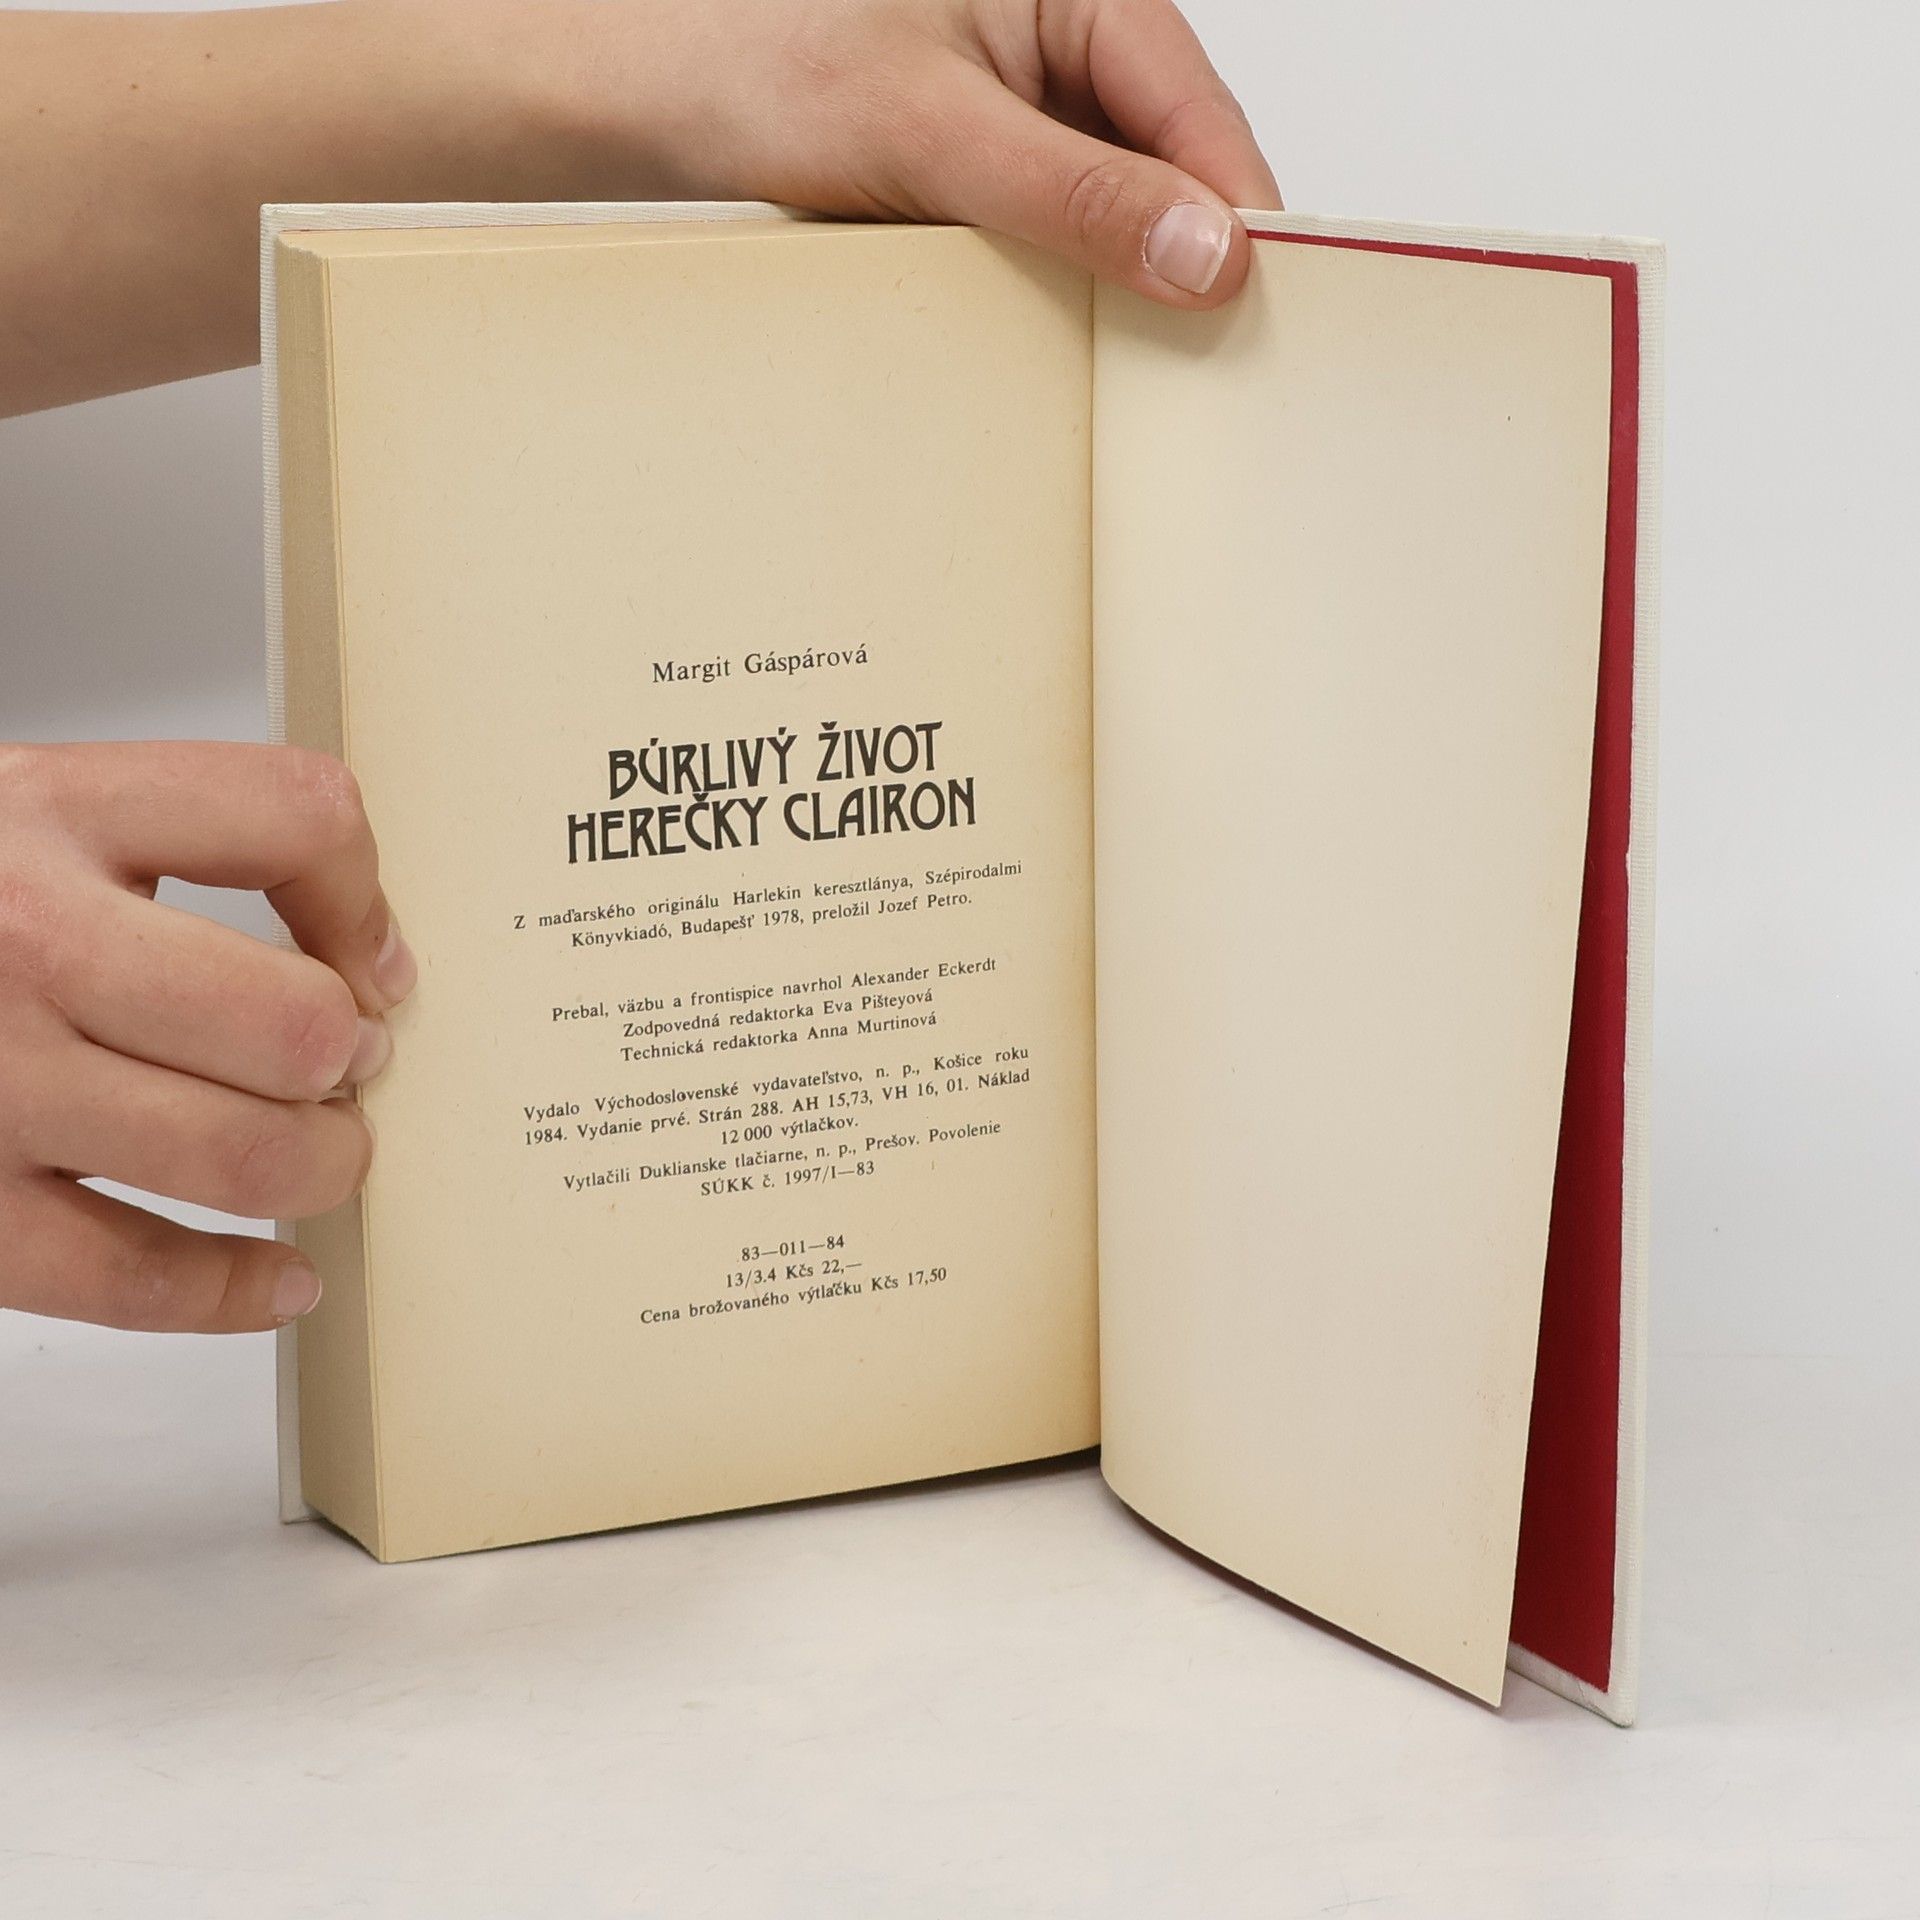 Margit Gáspárová
BÚRLIVÝ ŽIVOT
HEREČKY CLAIRON
Z maďarského originálu Harlekin keresztlánya, Szépirodalmi
Könyvkiadó, Budapešť 1978, preložil Jozef Petro.
Prebal, väzbu a frontispice navrhol Alexander Eckerdt
Zodpovedná redaktorka Eva Pišteyová
Technická redaktorka Anna Murtinová
Vydalo Východoslovenské vydavateľstvo, n. p., Košice roku
1984. Vydanie prvé. Strán 288. AH 15,73, VH 16, 01. Náklad
12 000 výtlačkov.
Vytlačili Duklianske tlačiarne, n. p., Prešov. Povolenie
SÚKK č. 1997/I—83
83—011—84
13/3.4 Kčs 22,—
Cena brožovaného výtlačku Kčs 17,50